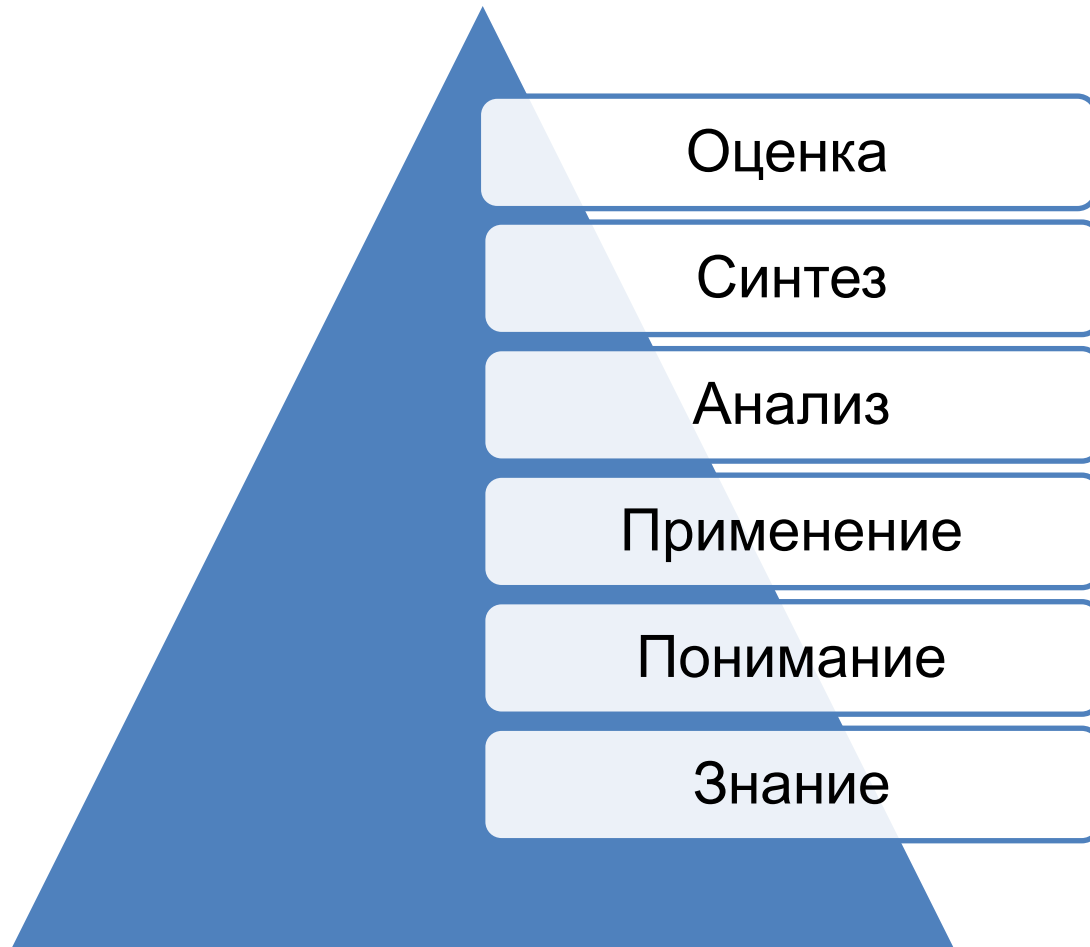 Оценка
Синтез
Анализ
Применение
Понимание
Знание